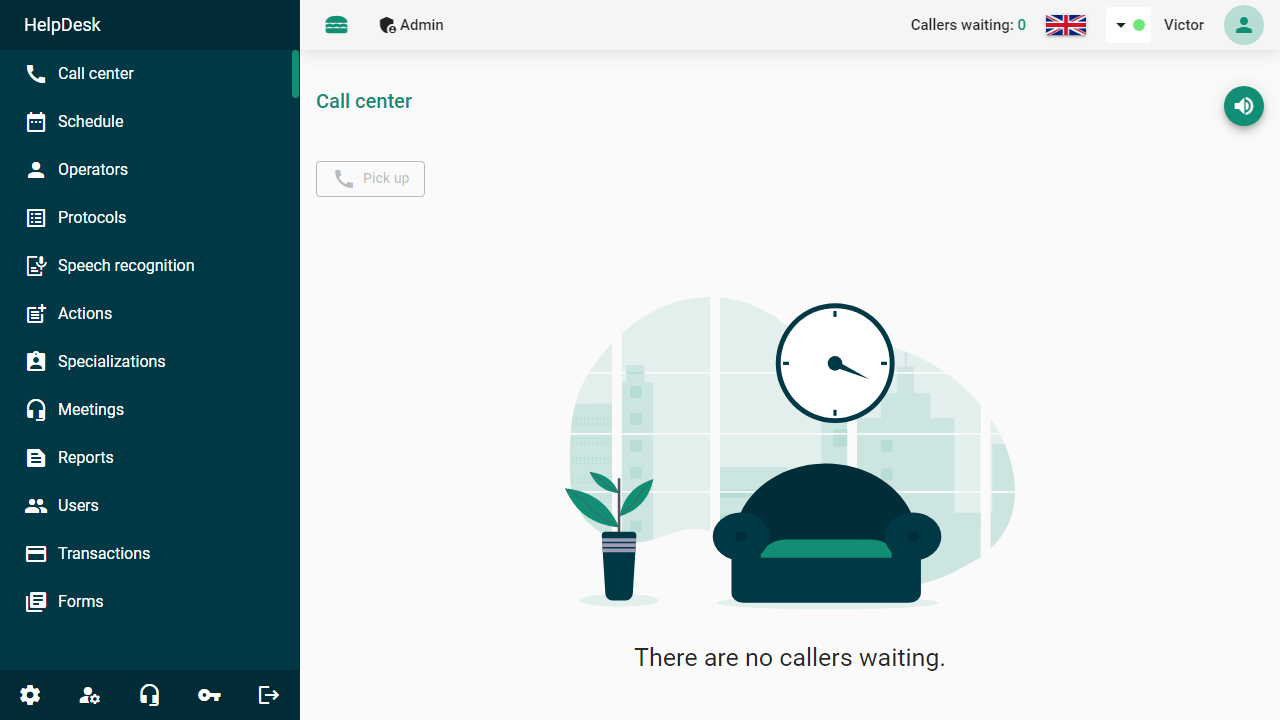 HelpDesk
Admin
Callers waiting: 0
Victor
Call center
Schedule
Operators
Protocols
Speech recognition
Actions
Specializations
Meetings
Reports
Users
Transactions
Forms
Call center
Pick up
There are no callers waiting.